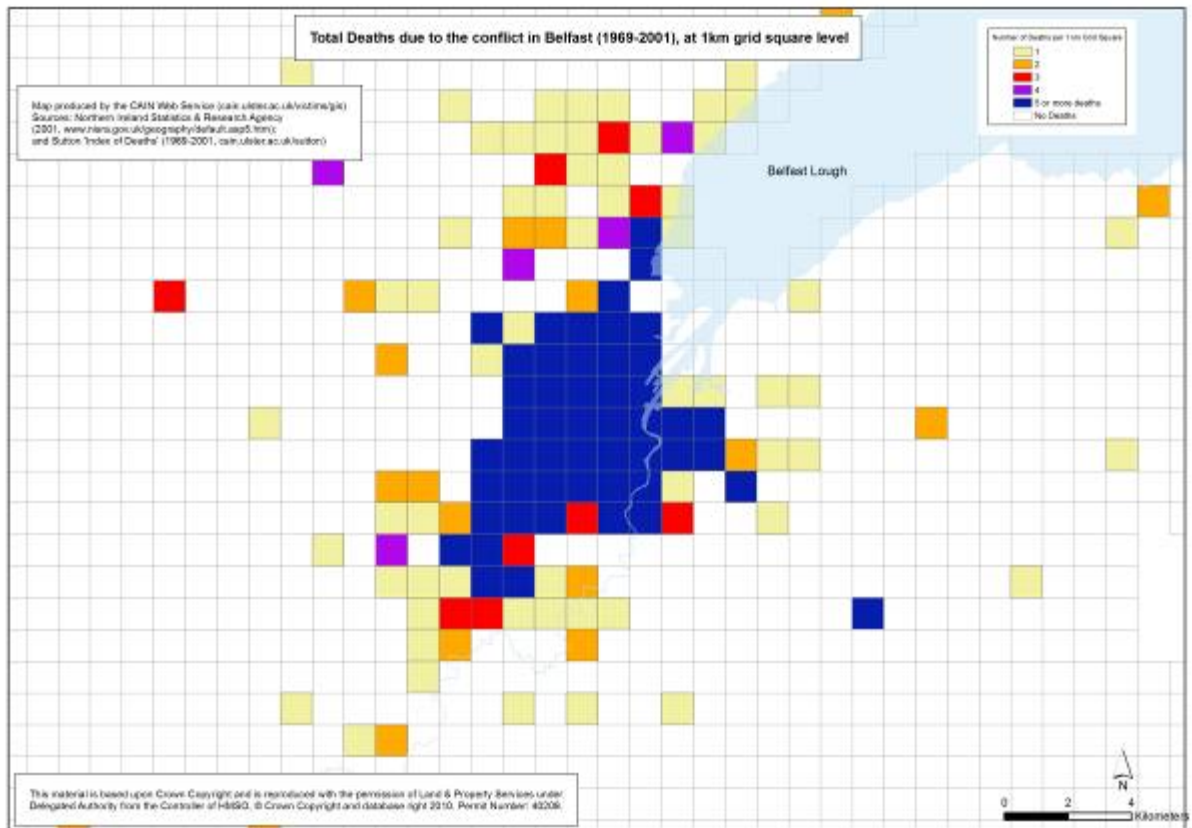 Total Deaths due to the conflict in Belfast (1969-2001), at 1km grid square level
Number of Deaths per 1 km Grid Square
1
2
3
4
5 or more deaths
No Deaths
Map produced by the CAIN Web Service (cain.ulster.ac.uk/victims/gis)
Sources: Northern Ireland Statistics & Research Agency
(2001, www.nisra.gov.uk/geography/default.asp5.htm);
and Sutton 'Index of Deaths' (1969-2001, cain.ulster.ac.uk/sutton)
Belfast Lough
This material is based upon Crown Copyright and is reproduced with the permission of Land & Property Services under
Delegated Authority from the Controller of HMSO, © Crown Copyright and database right 2010. Permit Number: 40209.
N
0 2 4
Kilometers